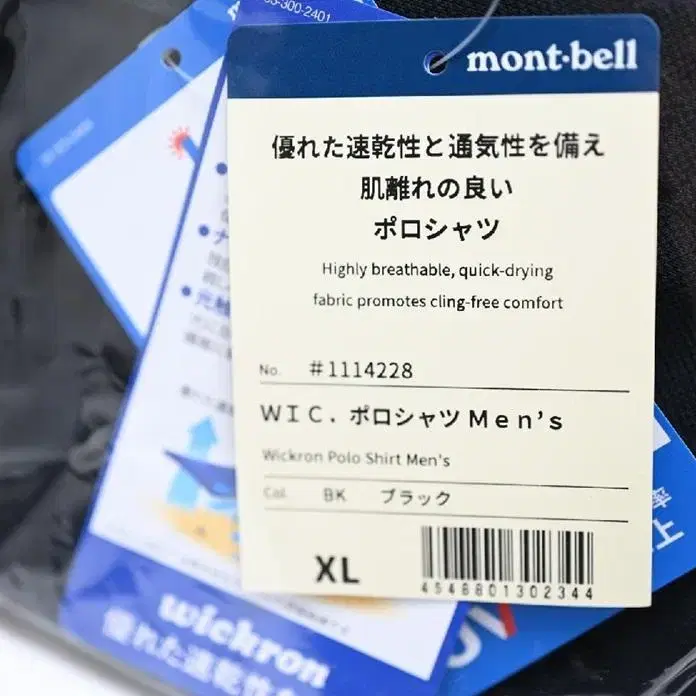 mont·bell
優れた速乾性と通気性を備え
肌離れの良い
ポロシャツ
Highly breathable, quick-drying
fabric promotes cling-free comfort
No. #1114228
WIC. ポロシャツ Men's
Wickron Polo Shirt Men's
Col. BK ブラック
XL
4548801302344
wickron
優れた速乾性